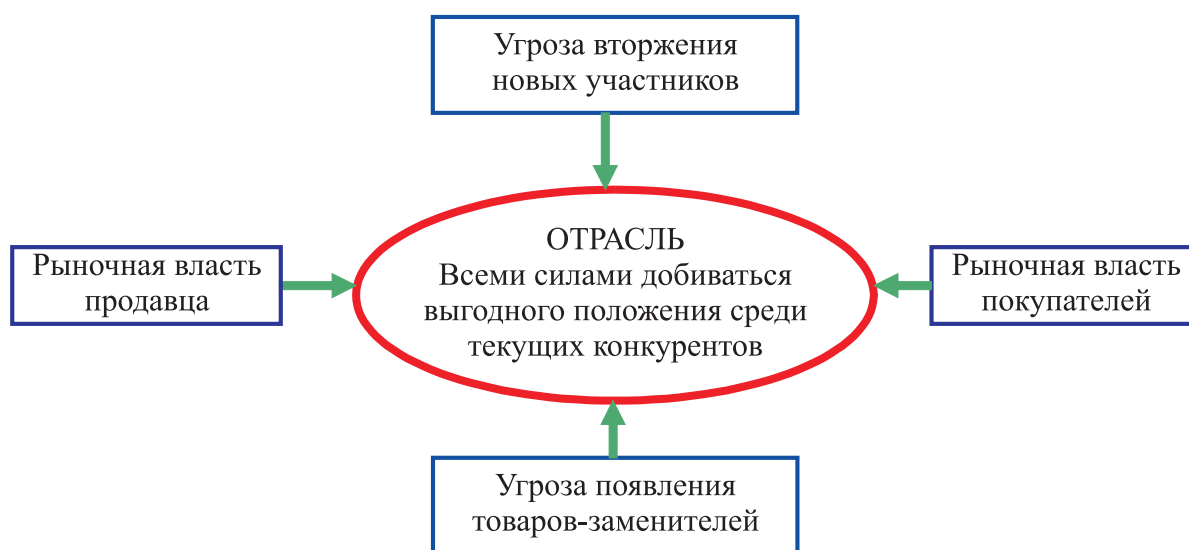 Угроза вторжения
новых участников
Рыночная власть
продавца
ОТРАСЛЬ
Всеми силами добиваться
выгодного положения среди
текущих конкурентов
Рыночная власть
покупателей
Угроза появления
товаров-заменителей